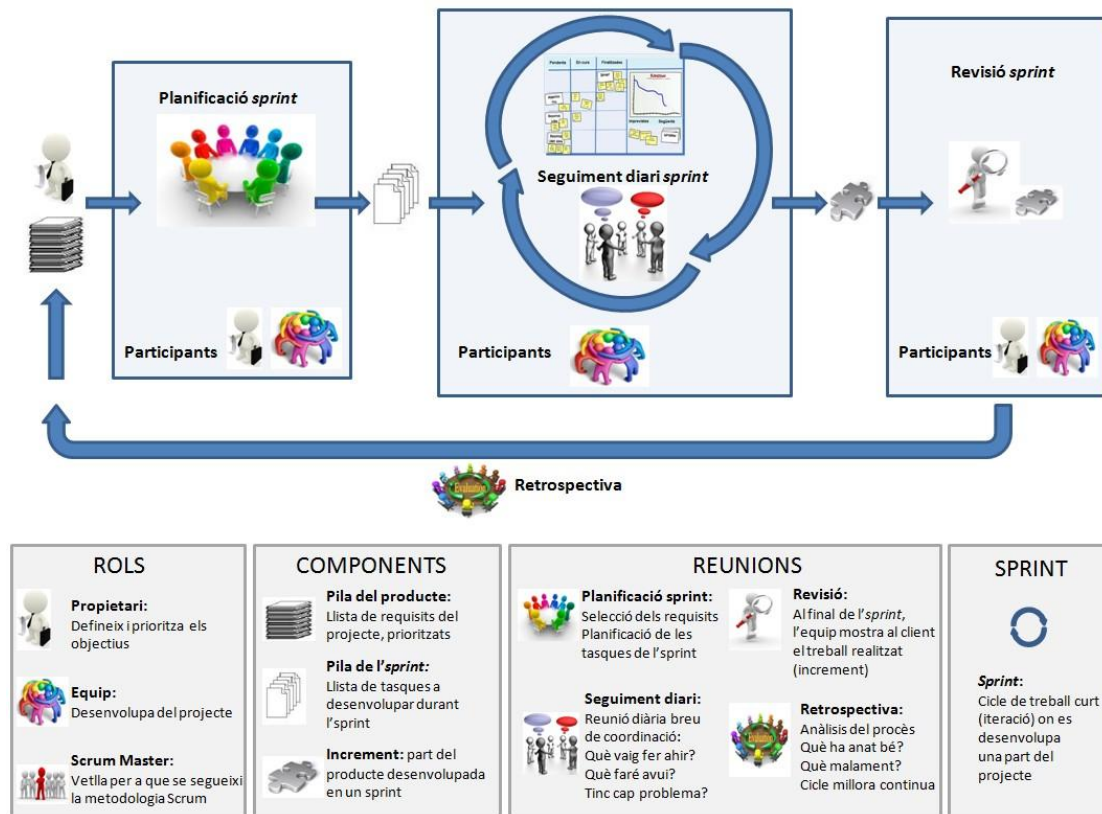 Planificació sprint
Participants
Pendents
En curs
Finalitzades
Seguiment diari sprint
Participants
Revisió sprint
Participants
Retrospectiva
ROLS
Propietari:
Defineix i prioritza els
objectius
Equip:
Desenvolupa del projecte
Scrum Master:
Vetlla per a que se segueixi
la metodologia Scrum
COMPONENTS
Pila del producte:
Llista de requisits del
projecte, prioritzats
Pila de l'sprint:
Llista de tasques a
desenvolupar durant
l'sprint
Increment: part del
producte desenvolupada
en un sprint
REUNIONS
Planificació sprint:
Selecció dels requisits
Planificació de les
tasques de l'sprint
Seguiment diari:
Reunió diària breu
de coordinació:
Què vaig fer ahir?
Què faré avui?
Tinc cap problema?
Revisió:
Al final de l'sprint,
l'equip mostra al client
el treball realitzat
(increment)
Evaluation
Retrospectiva:
Anàlisis del procès
Què ha anat bé?
Què malament?
Cicle millora continua
SPRINT
Sprint:
Cicle de treball curt
(iteració) on es
desenvolupa
una part del
projecte